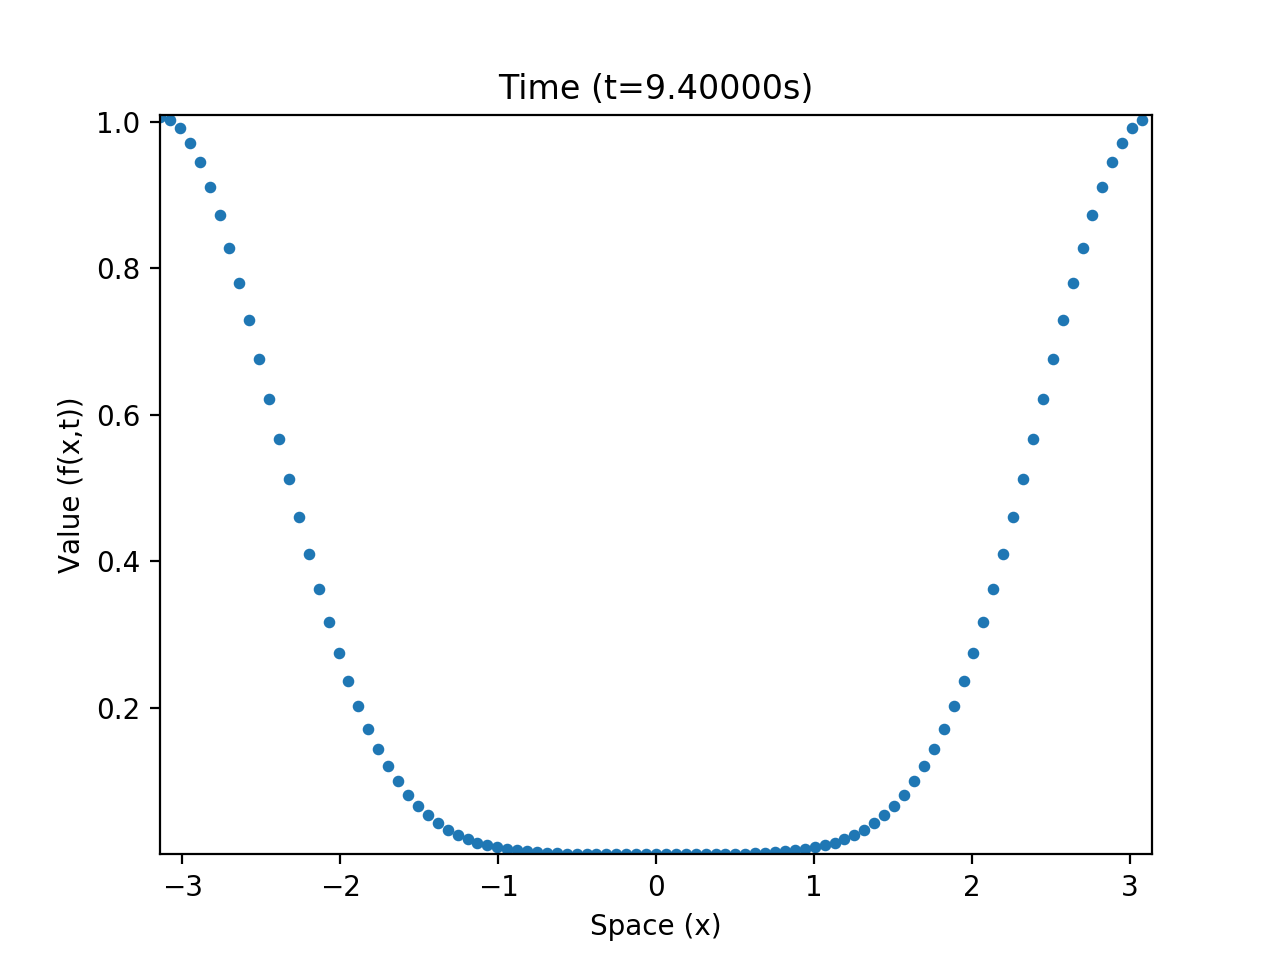 Time (t=9.40000s)
1.0
0.8
0.6
0.4
0.2
Value (f(x,t))
−3 −2 −1 0 1 2 3
Space (x)